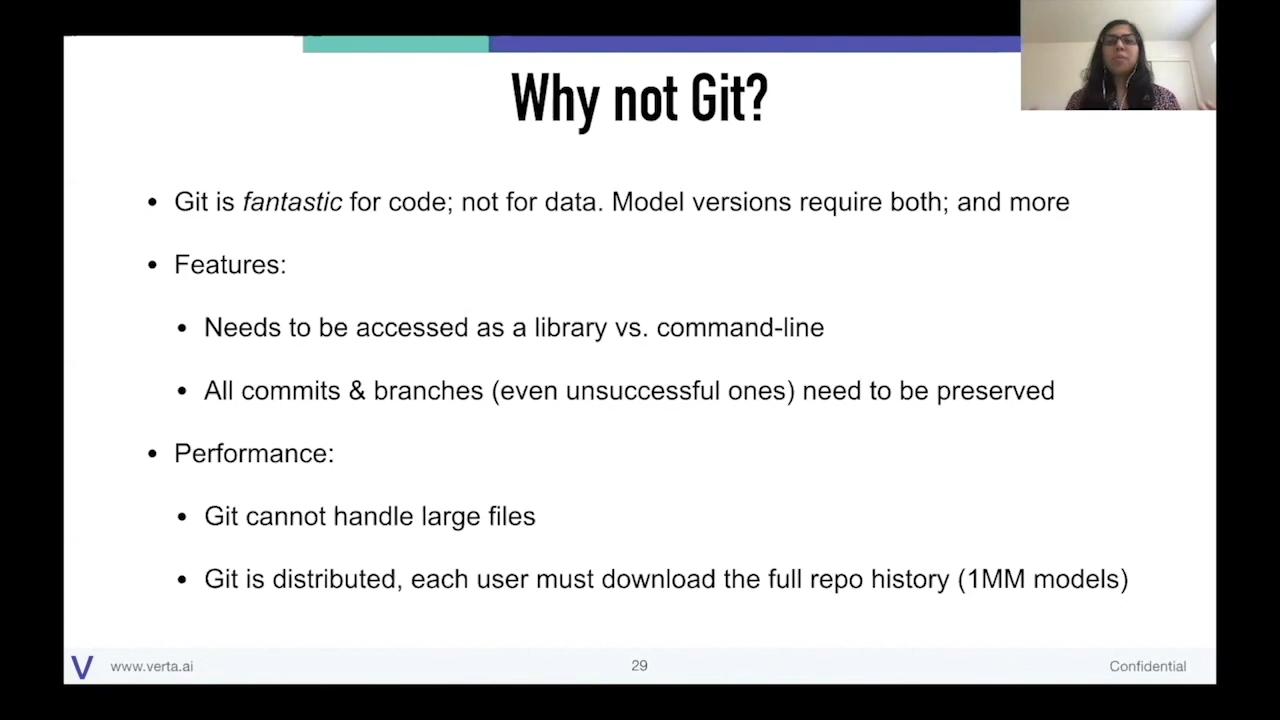 Why not Git?
• Git is fantastic for code; not for data. Model versions require both; and more
• Features:
• Needs to be accessed as a library vs. command-line
• All commits & branches (even unsuccessful ones) need to be preserved
• Performance:
• Git cannot handle large files
• Git is distributed, each user must download the full repo history (1MM models)
V www.verta.ai 29 Confidential